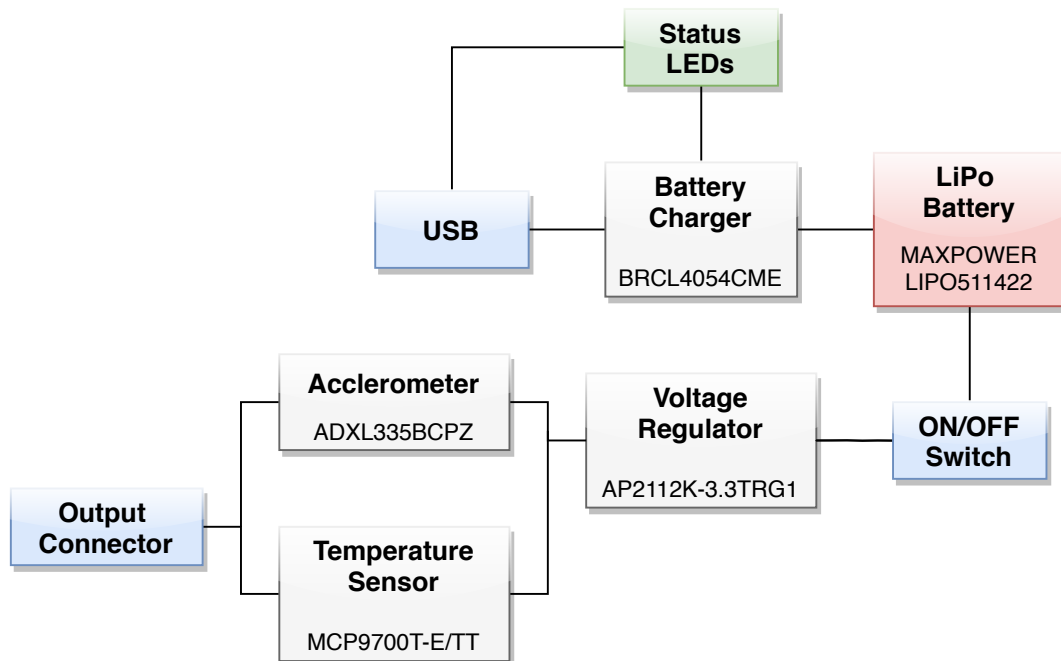 Status
LEDs
USB
Battery
Charger
BRCL4054CME
LiPo
Battery
MAXPOWER
LIPO511422
Acclerometer
ADXL335BCPZ
Voltage
Regulator
AP2112K-3.3TRG1
ON/OFF
Switch
Output
Connector
Temperature
Sensor
MCP9700T-E/TT